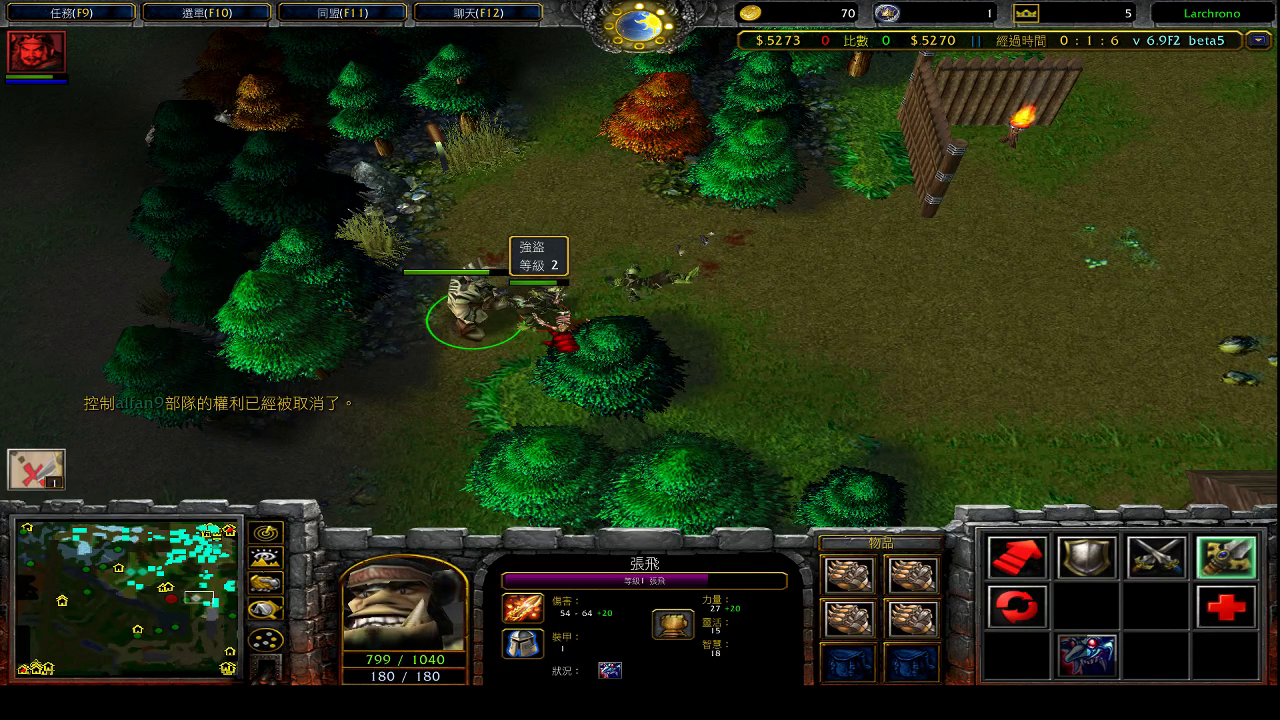 任務(F9) 選單(F10) 同盟(F11) 聊天(F12) 70 1 5 Larchrono
$.5273 0 比數 0 $.5270 || 經過時間 0 : 1 : 6 v 6.9F2 beta5
強盜
等級 2
控制alfan9部隊的權利已經被取消了。
1
物品
張飛
等級1 張飛
傷害：
54 - 64 +20
裝甲：
1
狀況：
力量：
27 +20
靈活：
15
智慧：
18
799 / 1040
180 / 180